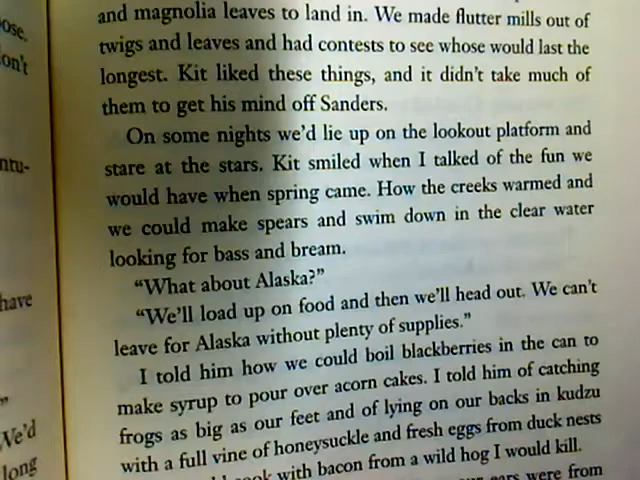 ose.
on't
ntu-
have
"
We'd
long
and magnolia leaves to land in. We made flutter mills out of
twigs and leaves and had contests to see whose would last the
longest. Kit liked these things, and it didn't take much of
them to get his mind off Sanders.
On some nights we'd lie up on the lookout platform and
stare at the stars. Kit smiled when I talked of the fun we
would have when spring came. How the creeks warmed and
we could make spears and swim down in the clear water
looking for bass and bream.
"What about Alaska?"
"We'll load up on food and then we'll head out. We can't
leave for Alaska without plenty of supplies."
I told him how we could boil blackberries in the can to
make syrup to pour over acorn cakes. I told him of catching
frogs as big as our feet and of lying on our backs in kudzu
with a full vine of honeysuckle and fresh eggs from duck nests
cook with bacon from a wild hog I would kill.
ears were from